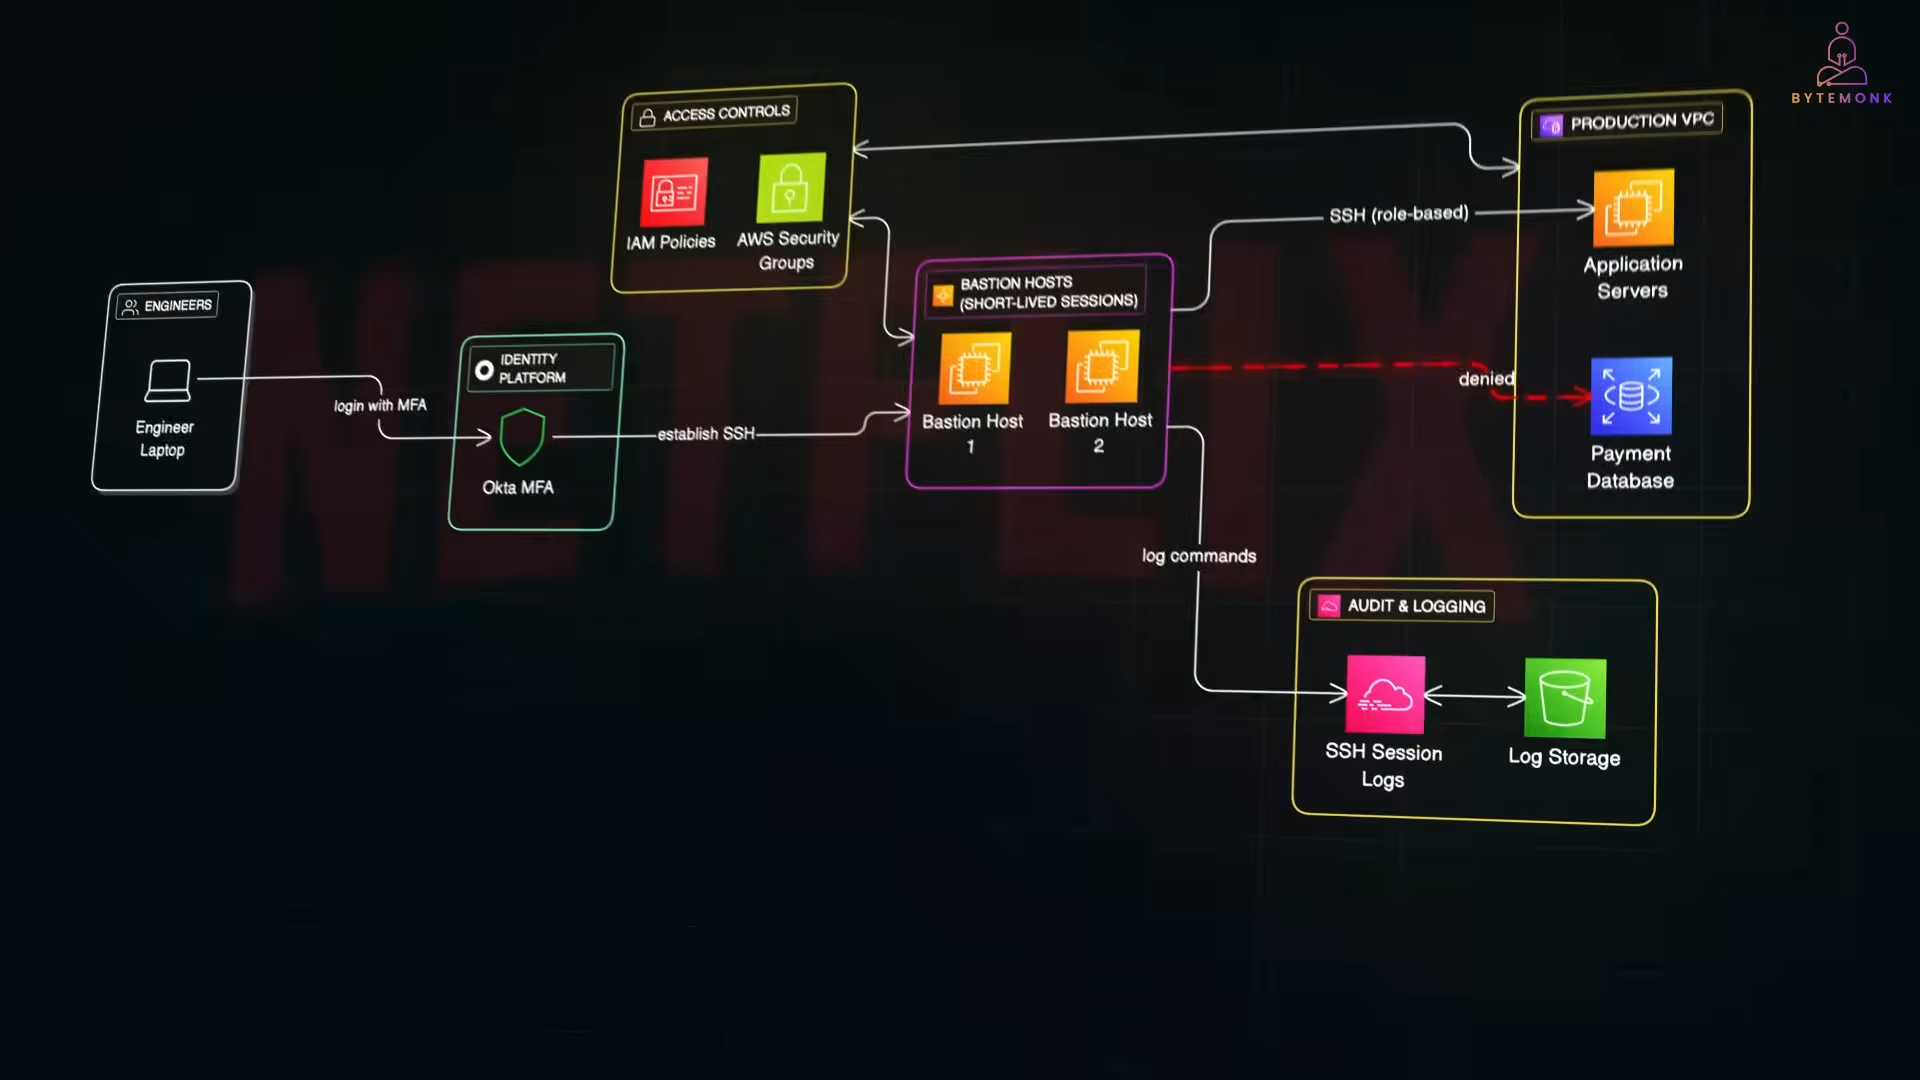 BYTEMONK
ACCESS CONTROLS
IAM Policies
AWS Security
Groups
PRODUCTION VPC
SSH (role-based)
Application
Servers
denied
Payment
Database
ENGINEERS
Engineer
Laptop
login with MFA
IDENTITY
PLATFORM
Okta MFA
establish SSH
BASTION HOSTS
(SHORT-LIVED SESSIONS)
Bastion Host
1
Bastion Host
2
log commands
AUDIT & LOGGING
SSH Session
Logs
Log Storage
NETFLIX